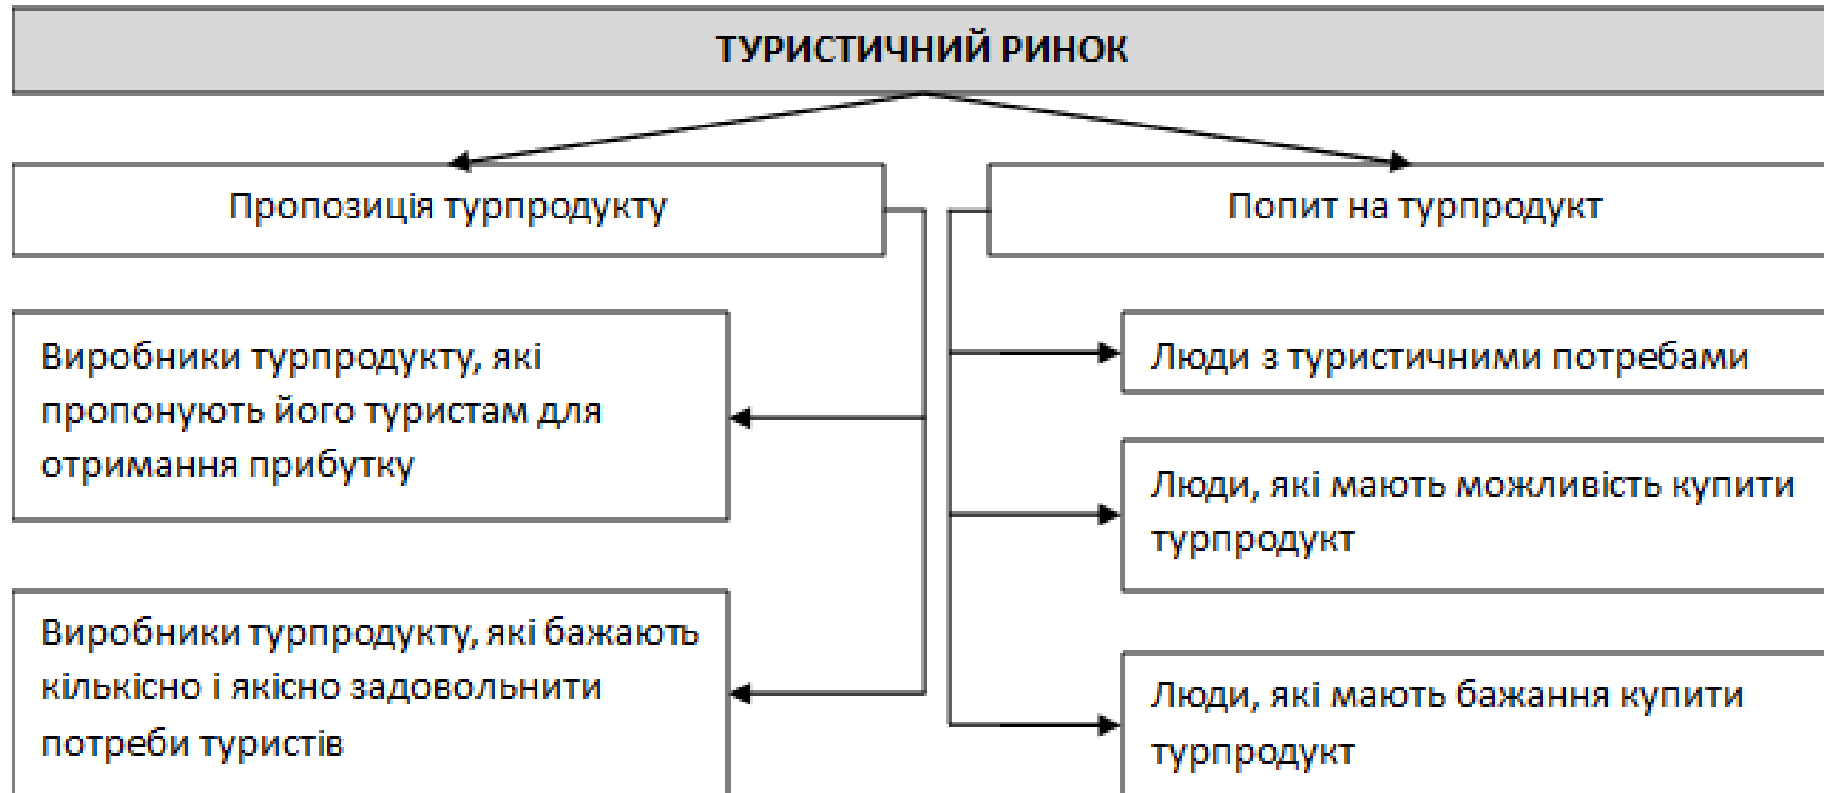 ТУРИСТИЧНИЙ РИНОК
Пропозиція турпродукту
Попит на турпродукт
Виробники турпродукту, які
пропонують його туристам для
отримання прибутку
Виробники турпродукту, які бажають
кількісно і якісно задовольнити
потреби туристів
Люди з туристичними потребами
Люди, які мають можливість купити
турпродукт
Люди, які мають бажання купити
турпродукт